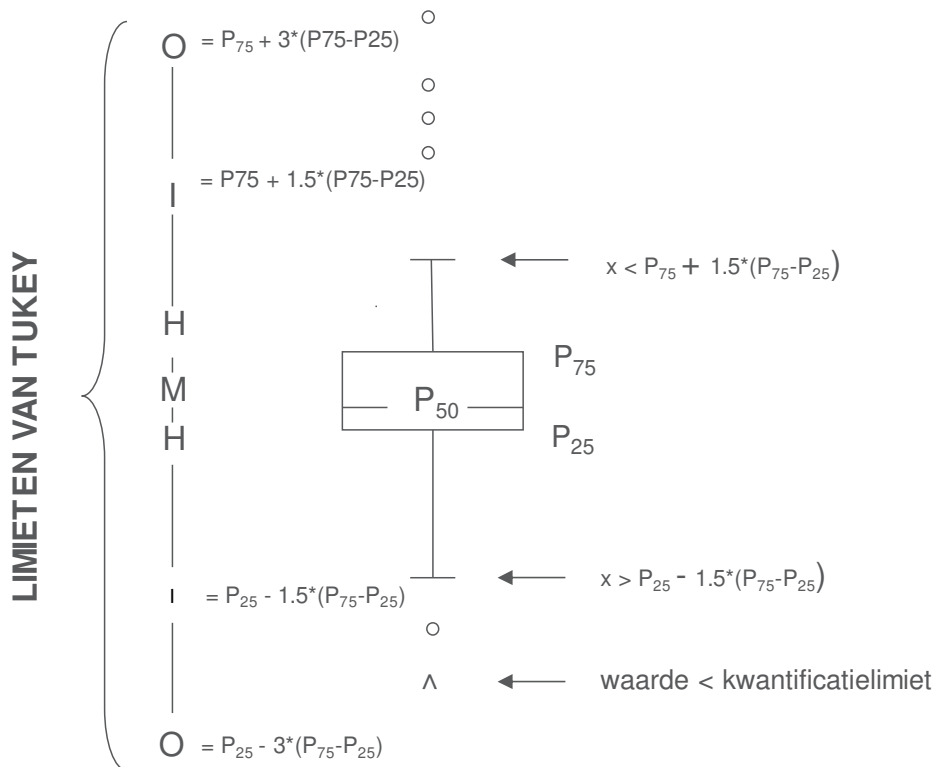 LIMIETEN VAN TUKEY
O = P₇₅ + 3*(P75-P25)
I = P75 + 1.5*(P75-P25)
H
M
H
I = P₂₅ - 1.5*(P₇₅-P₂₅)
O = P₂₅ - 3*(P₇₅-P₂₅)
x < P₇₅ + 1.5*(P₇₅-P₂₅)
P₇₅
P₅₀
P₂₅
x > P₂₅ - 1.5*(P₇₅-P₂₅)
^ waarde < kwantificatielimiet